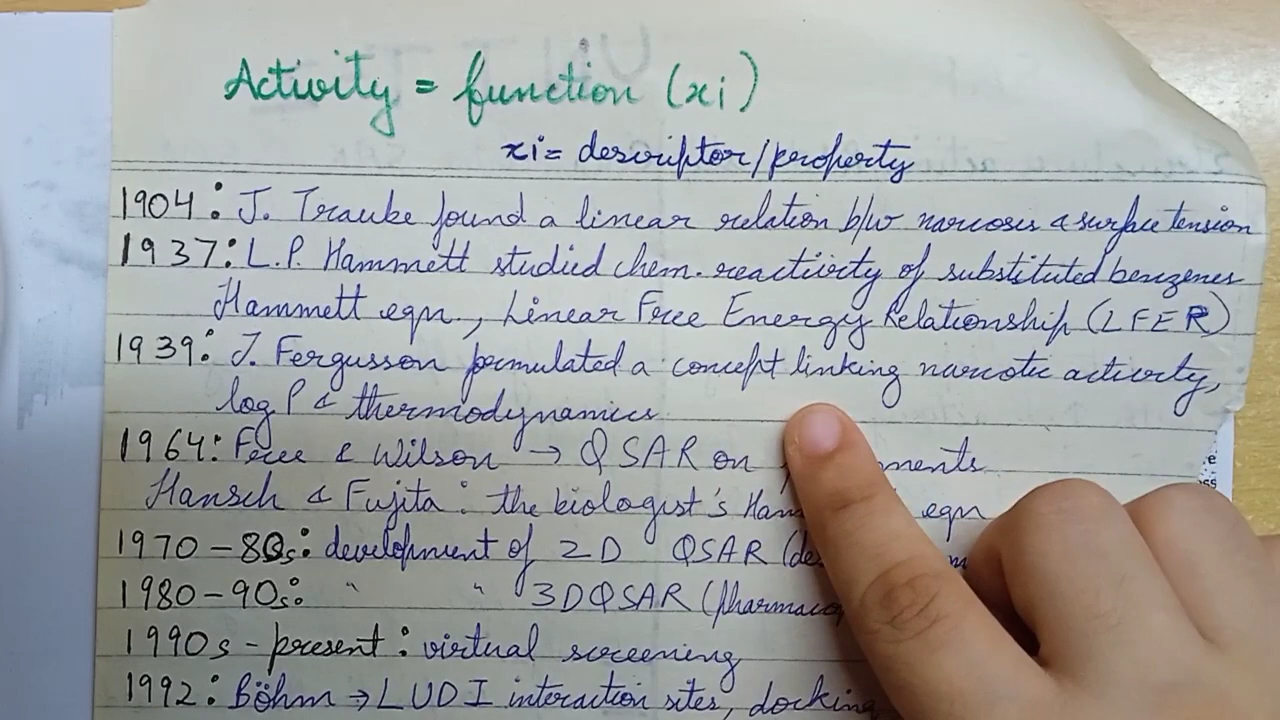 Activity = function (xi)
xi = descriptor/property
1904: J. Traube found a linear relation b/w narcosis & surface tension
1937: L.P. Hammett studied chem. reactivity of substituted benzenes
Hammett eqn., Linear Free Energy Relationship (LFER)
1939: J. Fergusson formulated a concept linking narcotic activity,
log P & thermodynamics
1964: Free & Wilson → QSAR on
Hansch & Fujita: the biologist's eqn
1970-80s: development of 2D QSAR
1980-90s: " " 3DQSAR
1990s - present: virtual screening
1992: Böhm → LUDI interaction sites, docking